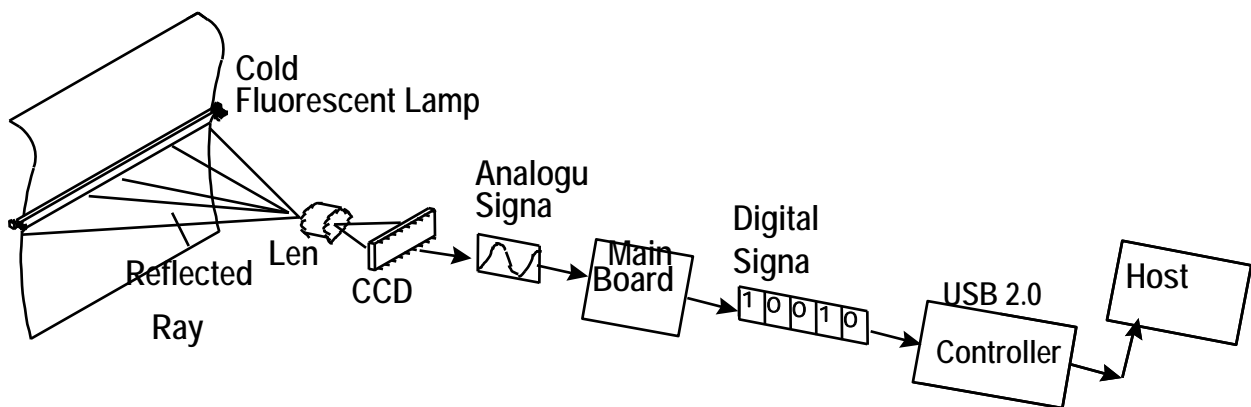 Cold
Fluorescent Lamp
Reflected
Ray
Len
CCD
Analogu
Signa
Main
Board
Digital
Signa
1 0 0 1 0
USB 2.0
Controller
Host